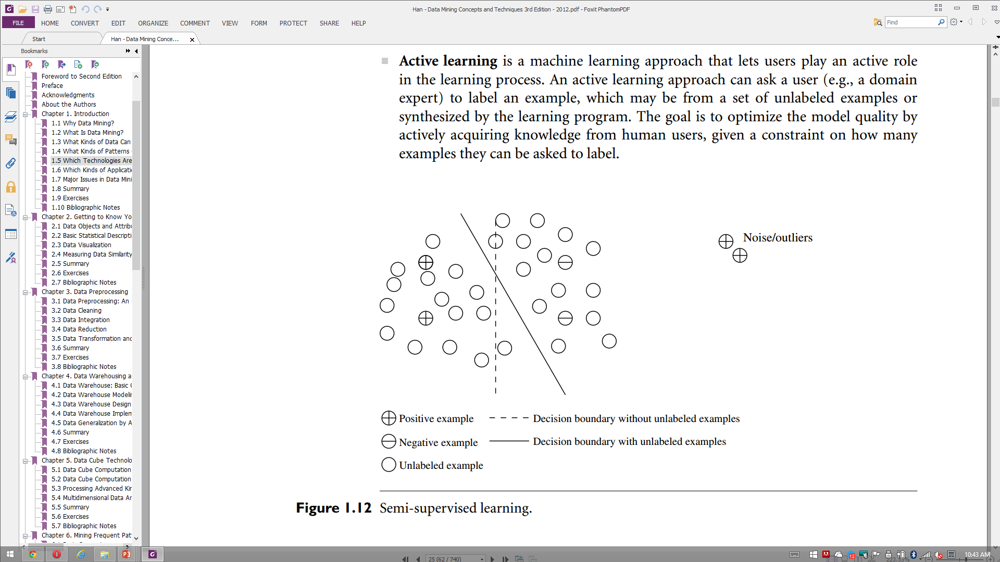 Han - Data Mining Concepts and Techniques 3rd Edition - 2012.pdf - Foxit PhantomPDF
FILE HOME CONVERT EDIT ORGANIZE COMMENT VIEW FORM PROTECT SHARE HELP
Find
Start
Han - Data Mining Conce...
Bookmarks
Foreword to Second Edition
Preface
Acknowledgments
About the Authors
Chapter 1. Introduction
1.1 Why Data Mining?
1.2 What Is Data Mining?
1.3 What Kinds of Data Can
1.4 What Kinds of Patterns
1.5 Which Technologies Are
1.6 Which Kinds of Applicati
1.7 Major Issues in Data Mini
1.8 Summary
1.9 Exercises
1.10 Bibliographic Notes
Chapter 2. Getting to Know Yo
2.1 Data Objects and Attribu
2.2 Basic Statistical Descripti
2.3 Data Visualization
2.4 Measuring Data Similarity
2.5 Summary
2.6 Exercises
2.7 Bibliographic Notes
Chapter 3. Data Preprocessing
3.1 Data Preprocessing: An
3.2 Data Cleaning
3.3 Data Integration
3.4 Data Reduction
3.5 Data Transformation and
3.6 Summary
3.7 Exercises
3.8 Bibliographic Notes
Chapter 4. Data Warehousing a
4.1 Data Warehouse: Basic C
4.2 Data Warehouse Modelin
4.3 Data Warehouse Design
4.4 Data Warehouse Implem
4.5 Data Generalization by A
4.6 Summary
4.7 Exercises
4.8 Bibliographic Notes
Chapter 5. Data Cube Technolo
5.1 Data Cube Computation
5.2 Data Cube Computation
5.3 Processing Advanced Kin
5.4 Multidimensional Data An
5.5 Summary
5.6 Exercises
5.7 Bibliographic Notes
Chapter 6. Mining Frequent Pat
Active learning is a machine learning approach that lets users play an active role
in the learning process. An active learning approach can ask a user (e.g., a domain
expert) to label an example, which may be from a set of unlabeled examples or
synthesized by the learning program. The goal is to optimize the model quality by
actively acquiring knowledge from human users, given a constraint on how many
examples they can be asked to label.
Noise/outliers
Positive example
Decision boundary without unlabeled examples
Negative example
Decision boundary with unlabeled examples
Unlabeled example
Figure 1.12 Semi-supervised learning.
25 (62 / 740)
12
10:43 AM